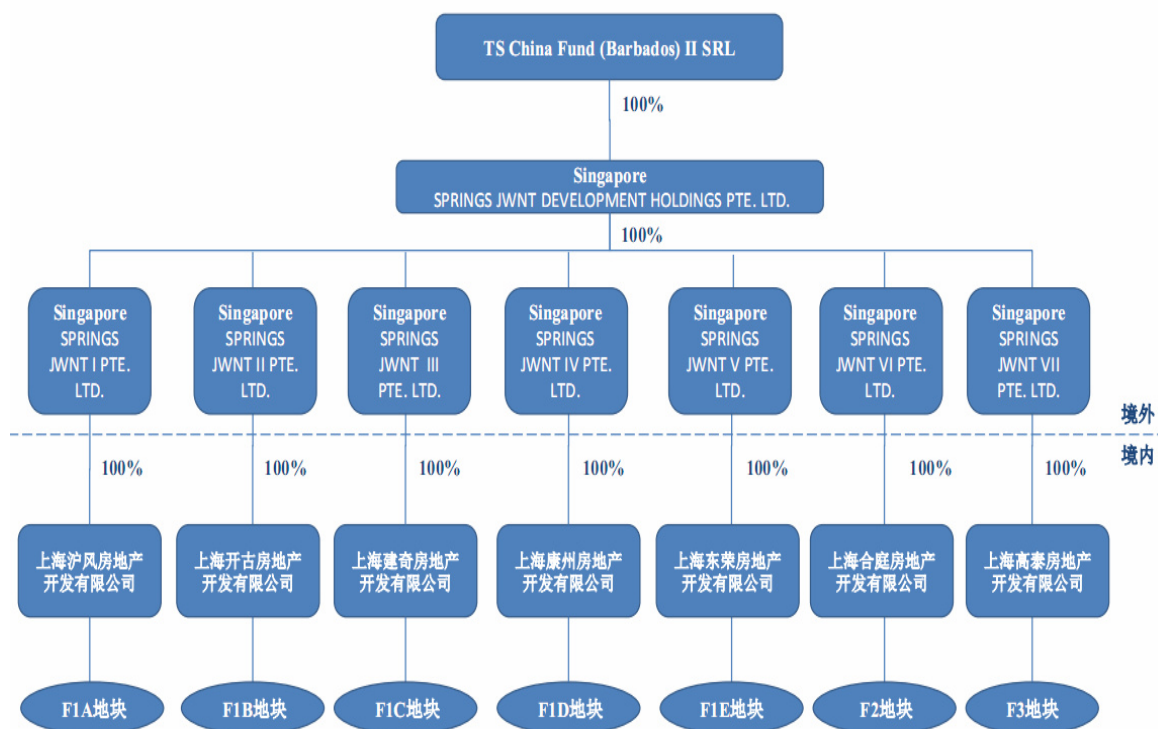 TS China Fund (Barbados) II SRL
100%
Singapore
SPRINGS JWNT DEVELOPMENT HOLDINGS PTE. LTD.
100%
Singapore
SPRINGS
JWNT I PTE.
LTD.
Singapore
SPRINGS
JWNT II PTE.
LTD.
Singapore
SPRINGS
JWNT III
PTE. LTD.
Singapore
SPRINGS
JWNT IV PTE.
LTD.
Singapore
SPRINGS
JWNT V PTE.
LTD.
Singapore
SPRINGS
JWNT VI PTE.
LTD.
Singapore
SPRINGS
JWNT VII
PTE. LTD.
境外
境内
100%
100%
100%
100%
100%
100%
100%
上海沪风房地产
开发有限公司
上海开古房地产
开发有限公司
上海建奇房地产
开发有限公司
上海康州房地产
开发有限公司
上海东荣房地产
开发有限公司
上海合庭房地产
开发有限公司
上海高泰房地产
开发有限公司
F1A地块
F1B地块
F1C地块
F1D地块
F1E地块
F2地块
F3地块